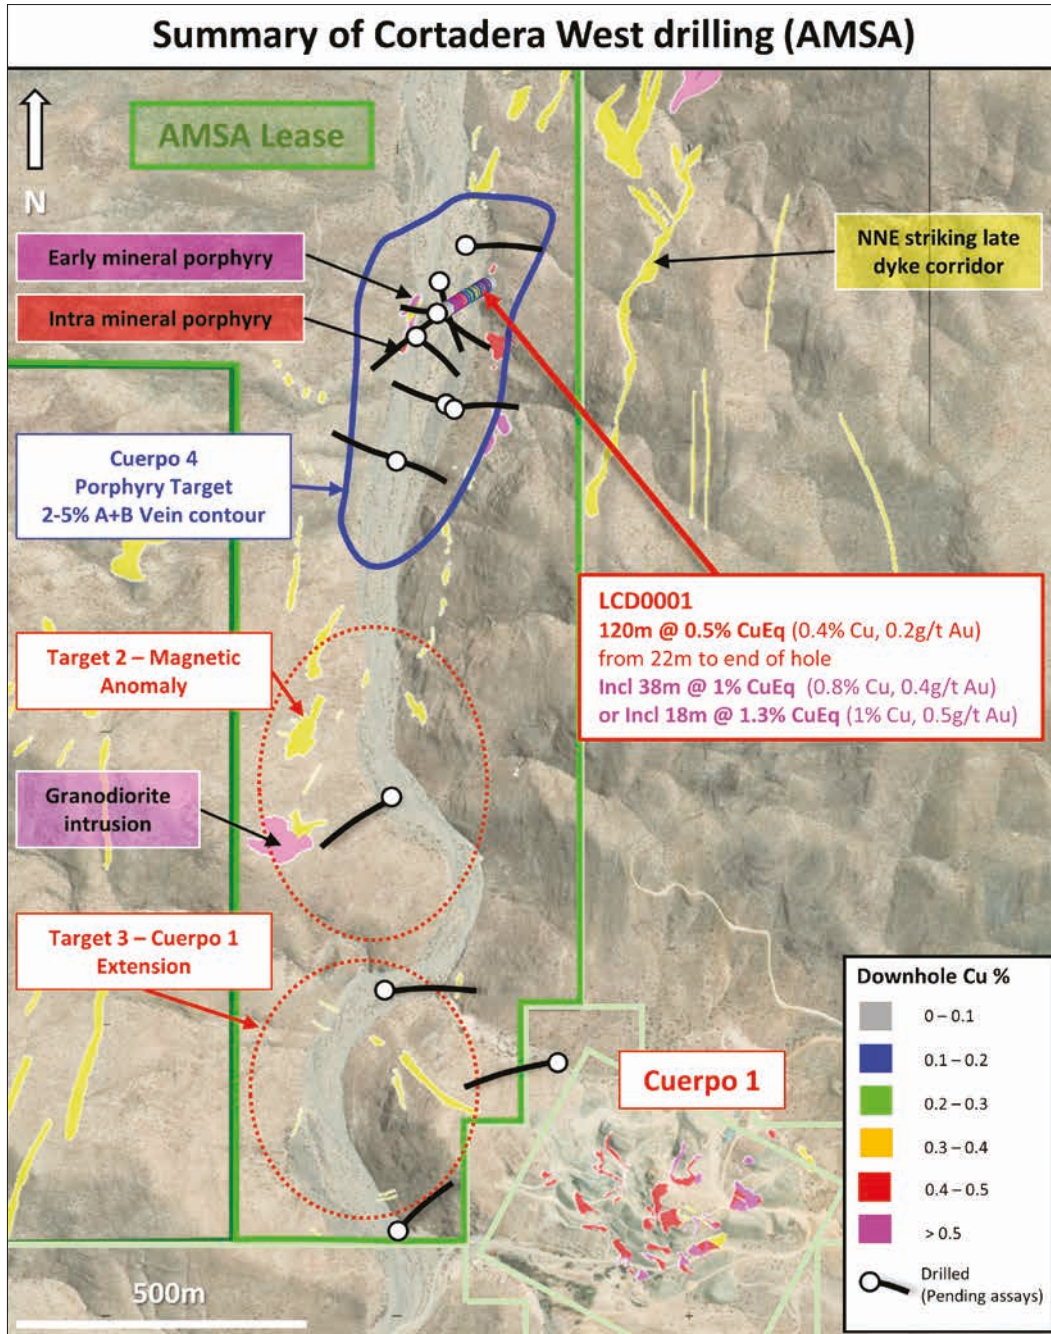 Summary of Cortadera West drilling (AMSA)
AMSA Lease
N
Early mineral porphyry
Intra mineral porphyry
NNE striking late
dyke corridor
Cuerpo 4
Porphyry Target
2-5% A+B Vein contour
LCD0001
120m @ 0.5% CuEq (0.4% Cu, 0.2g/t Au)
from 22m to end of hole
Incl 38m @ 1% CuEq (0.8% Cu, 0.4g/t Au)
or Incl 18m @ 1.3% CuEq (1% Cu, 0.5g/t Au)
Target 2 – Magnetic
Anomaly
Granodiorite
intrusion
Target 3 – Cuerpo 1
Extension
Cuerpo 1
Downhole Cu %
0 – 0.1
0.1 – 0.2
0.2 – 0.3
0.3 – 0.4
0.4 – 0.5
> 0.5
Drilled
(Pending assays)
500m